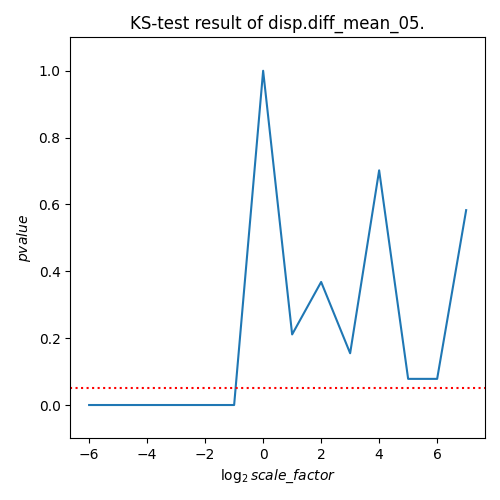 KS-test result of disp.diff_mean_05.
1.0
0.8
0.6
0.4
0.2
0.0
pvalue
−6 −4 −2 0 2 4 6
log₂ scale_factor